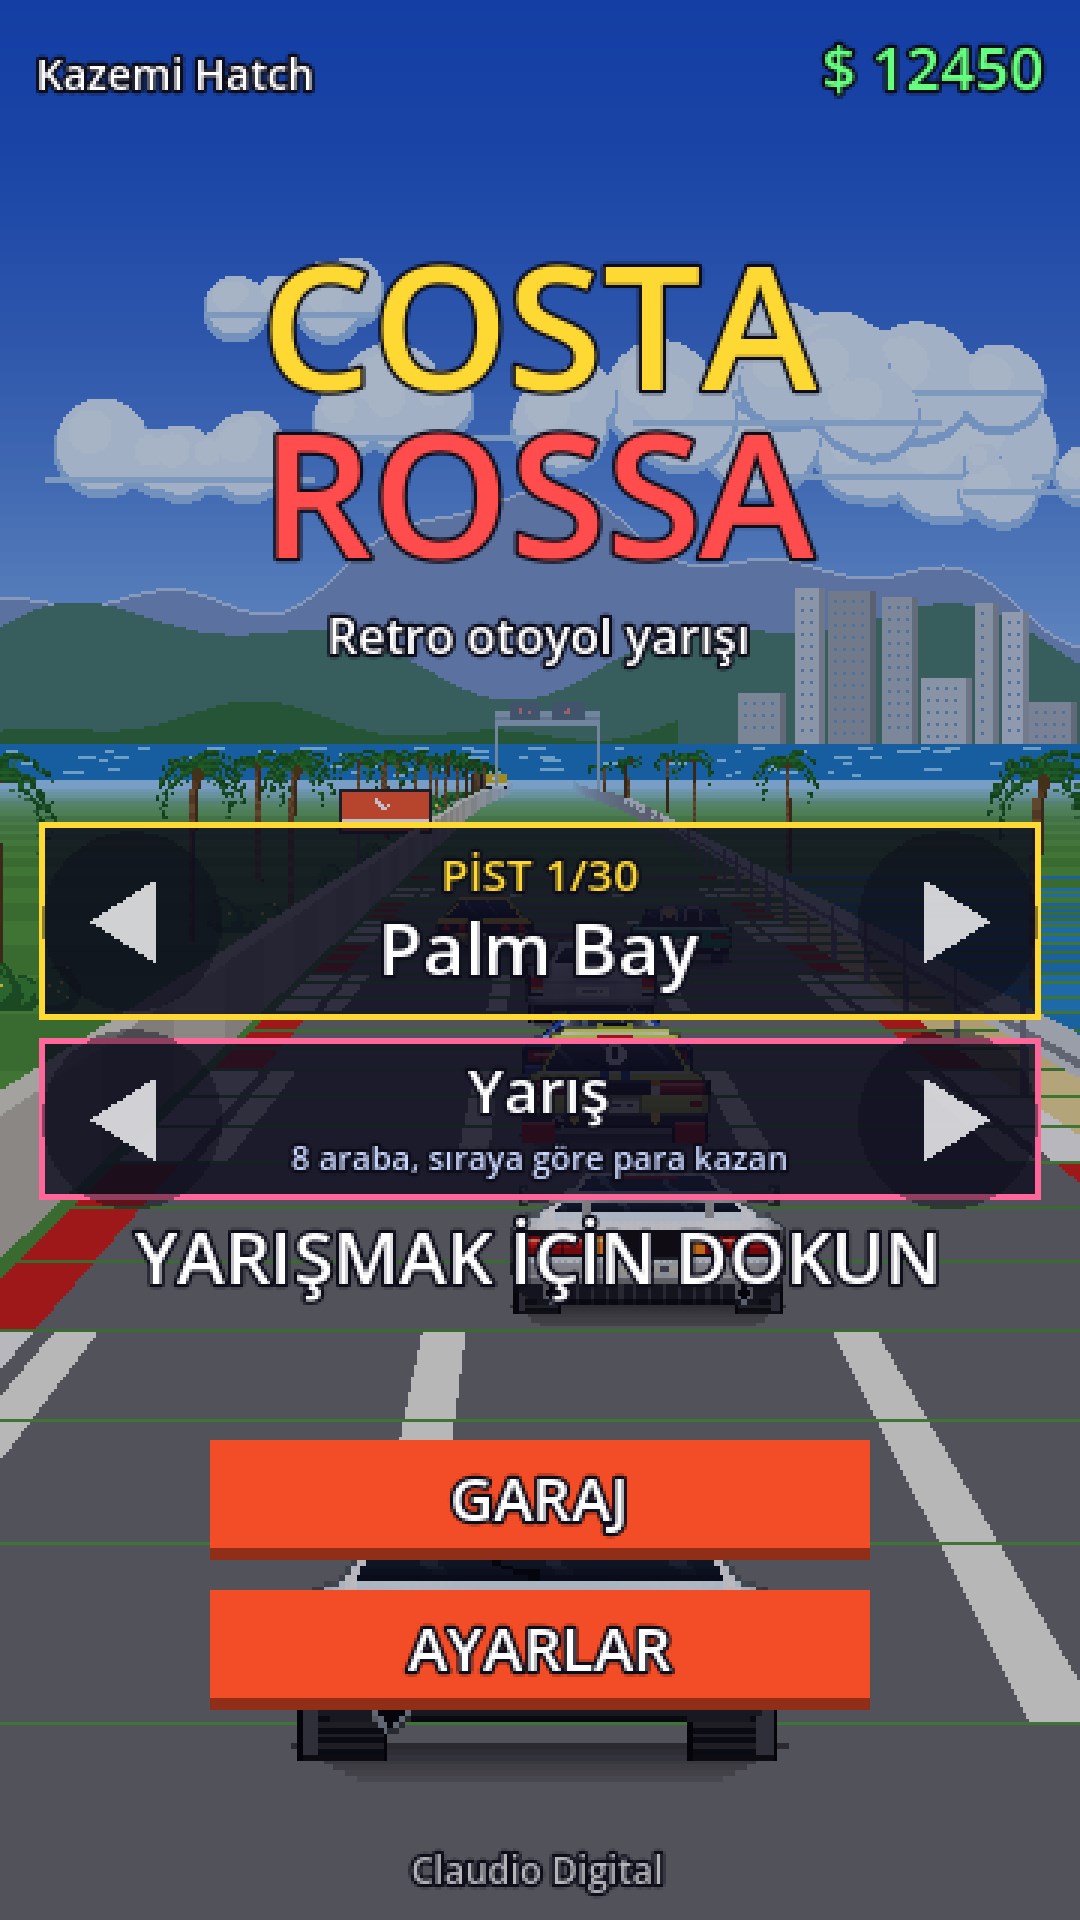 Kazemi Hatch
$ 12450
COSTA
ROSSA
Retro otoyol yarışı
PİST 1/30
Palm Bay
Yarış
8 araba, sıraya göre para kazan
YARIŞMAK İÇİN DOKUN
GARAJ
AYARLAR
Claudio Digital